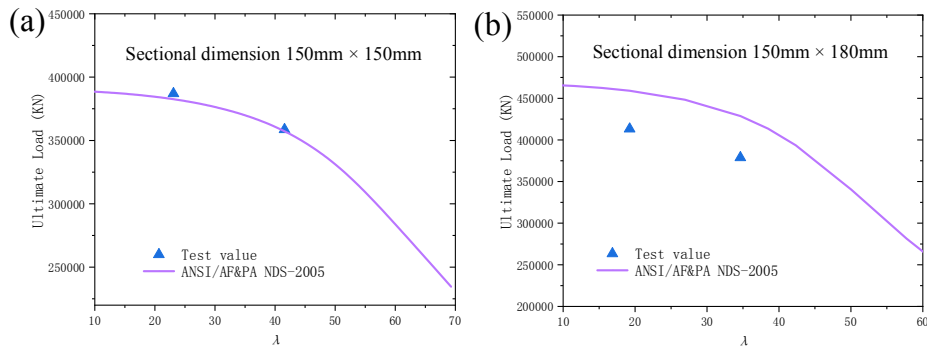 (a)
450000
400000
350000
300000
250000
Ultimate Load (KN)
Sectional dimension 150mm × 150mm
Test value
ANSI/AF&PA NDS-2005
10 20 30 40 50 60 70
λ
(b)
550000
500000
450000
400000
350000
300000
250000
200000
Ultimate Load (KN)
Sectional dimension 150mm × 180mm
Test value
ANSI/AF&PA NDS-2005
10 20 30 40 50 60
λ